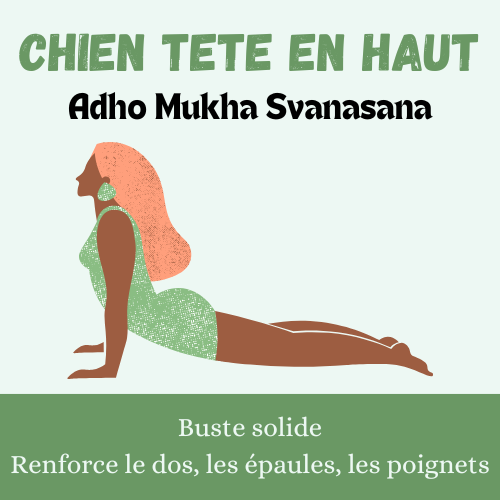 CHIEN TETE EN HAUT
Adho Mukha Svanasana
Buste solide
Renforce le dos, les épaules, les poignets